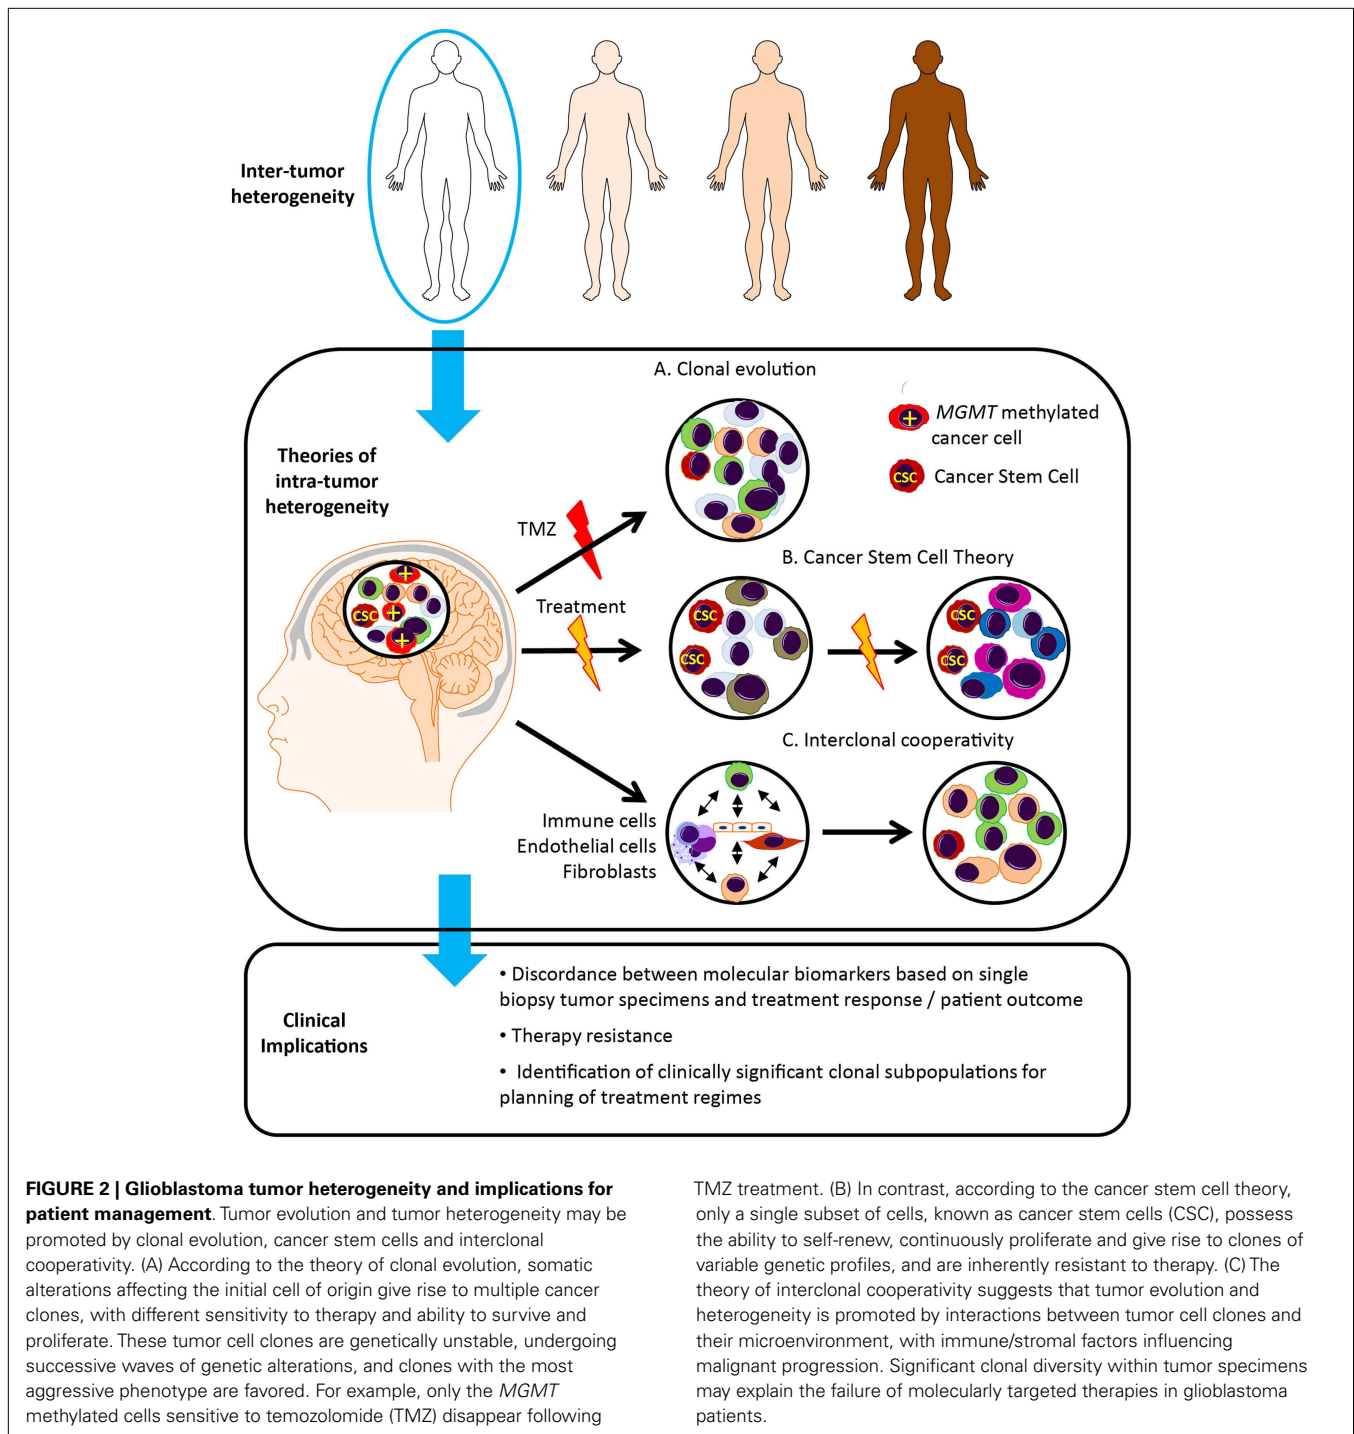 Inter-tumor
heterogeneity
A. Clonal evolution
MGMT methylated
cancer cell
CSC
Cancer Stem Cell
Theories of
intra-tumor
heterogeneity
TMZ
B. Cancer Stem Cell Theory
Treatment
CSC
CSC
CSC
CSC
CSC
C. Interclonal cooperativity
Immune cells
Endothelial cells
Fibroblasts
Clinical
Implications
• Discordance between molecular biomarkers based on single
biopsy tumor specimens and treatment response / patient outcome
• Therapy resistance
• Identification of clinically significant clonal subpopulations for
planning of treatment regimes
FIGURE 2 | Glioblastoma tumor heterogeneity and implications for
patient management. Tumor evolution and tumor heterogeneity may be
promoted by clonal evolution, cancer stem cells and interclonal
cooperativity. (A) According to the theory of clonal evolution, somatic
alterations affecting the initial cell of origin give rise to multiple cancer
clones, with different sensitivity to therapy and ability to survive and
proliferate. These tumor cell clones are genetically unstable, undergoing
successive waves of genetic alterations, and clones with the most
aggressive phenotype are favored. For example, only the MGMT
methylated cells sensitive to temozolomide (TMZ) disappear following
TMZ treatment. (B) In contrast, according to the cancer stem cell theory,
only a single subset of cells, known as cancer stem cells (CSC), possess
the ability to self-renew, continuously proliferate and give rise to clones of
variable genetic profiles, and are inherently resistant to therapy. (C) The
theory of interclonal cooperativity suggests that tumor evolution and
heterogeneity is promoted by interactions between tumor cell clones and
their microenvironment, with immune/stromal factors influencing
malignant progression. Significant clonal diversity within tumor specimens
may explain the failure of molecularly targeted therapies in glioblastoma
patients.